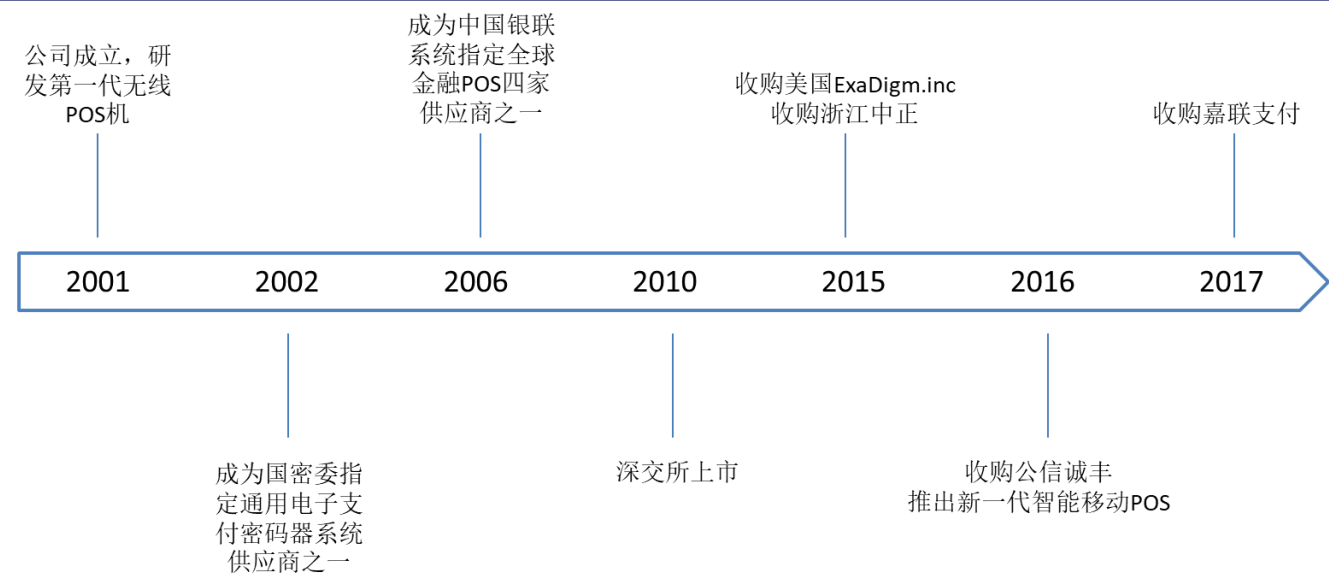 公司成立，研
发第一代无线
POS机
成为中国银联
系统指定全球
金融POS四家
供应商之一
收购美国ExaDigm.inc
收购浙江中正
收购嘉联支付
2001
2002
2006
2010
2015
2016
2017
成为国密委指
定通用电子支
付密码器系统
供应商之一
深交所上市
收购公信诚丰
推出新一代智能移动POS